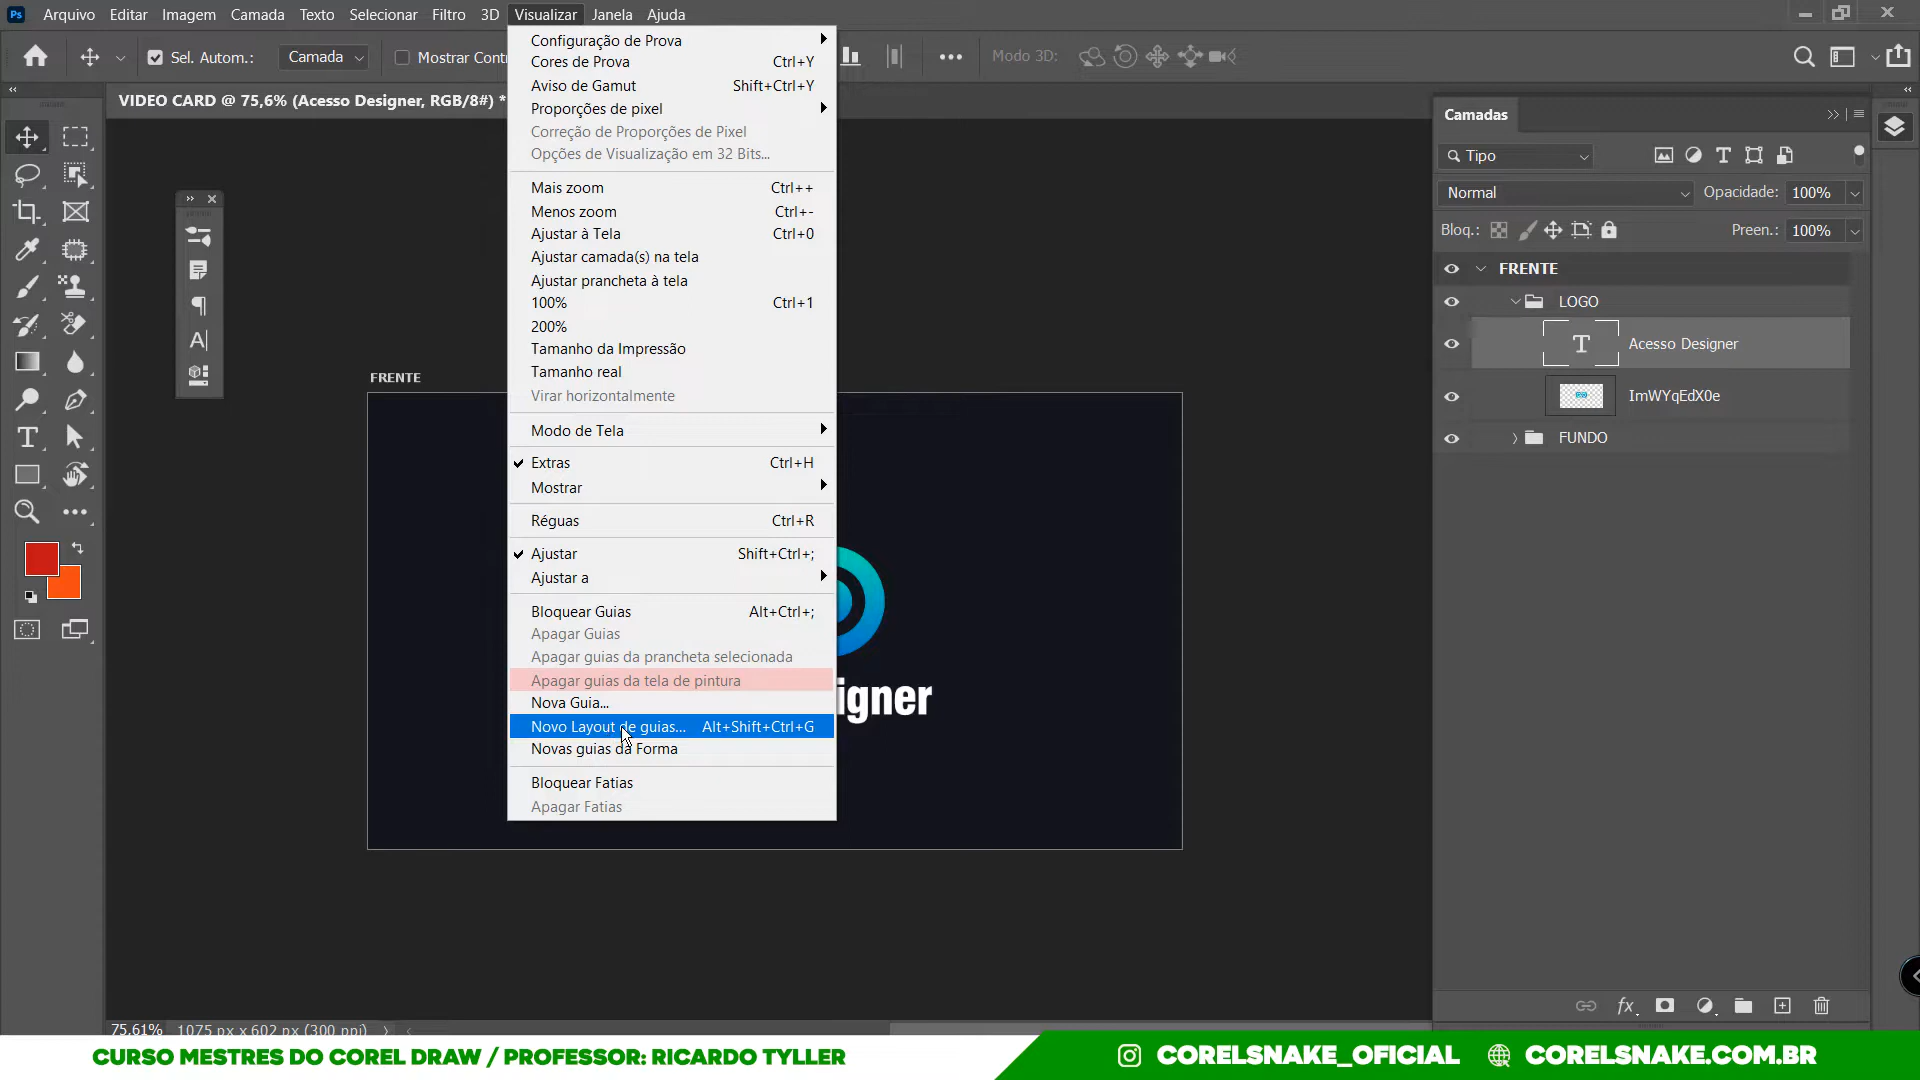 Ps Arquivo Editar Imagem Camada Texto Selecionar Filtro 3D Visualizar Janela Ajuda
Sel. Autom.: Camada Mostrar Contr Modo 3D:
VIDEO CARD @ 75,6% (Acesso Designer, RGB/8#) *
Configuração de Prova
Cores de Prova Ctrl+Y
Aviso de Gamut Shift+Ctrl+Y
Proporções de pixel
Correção de Proporções de Pixel
Opções de Visualização em 32 Bits...
Mais zoom Ctrl++
Menos zoom Ctrl+-
Ajustar à Tela Ctrl+0
Ajustar camada(s) na tela
Ajustar prancheta à tela
100% Ctrl+1
200%
Tamanho da Impressão
Tamanho real
Virar horizontalmente
Modo de Tela
Extras Ctrl+H
Mostrar
Réguas Ctrl+R
Ajustar Shift+Ctrl+;
Ajustar a
Bloquear Guias Alt+Ctrl+;
Apagar Guias
Apagar guias da prancheta selecionada
Apagar guias da tela de pintura
Nova Guia...
Novo Layout de guias... Alt+Shift+Ctrl+G
Novas guias da Forma
Bloquear Fatias
Apagar Fatias
FRENTE
igner
Camadas
Tipo
Normal Opacidade: 100%
Bloq.: Preen.: 100%
FRENTE
LOGO
T Acesso Designer
ImWYqEdX0e
FUNDO
fx
75,61% 1075 px x 602 px (300 ppi)
CURSO MESTRES DO COREL DRAW / PROFESSOR: RICARDO TYLLER
CORELSNAKE_OFICIAL CORELSNAKE.COM.BR